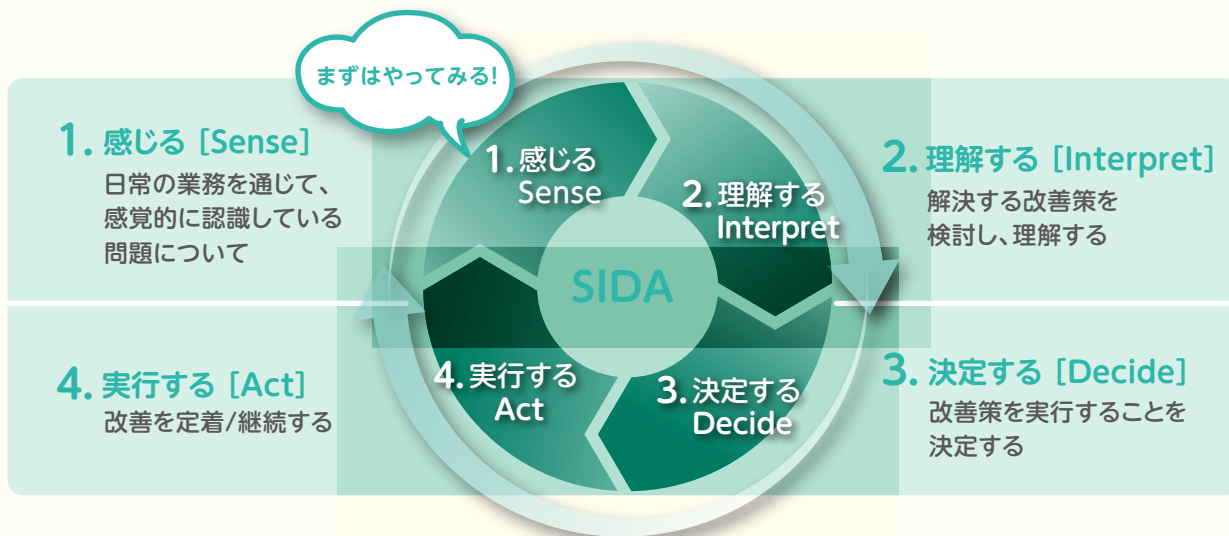 まずはやってみる!
1. 感じる [Sense]
日常の業務を通じて、
感覚的に認識している
問題について
2. 理解する [Interpret]
解決する改善策を
検討し、理解する
3. 決定する [Decide]
改善策を実行することを
決定する
4. 実行する [Act]
改善を定着/継続する
1. 感じる
Sense
2. 理解する
Interpret
3. 決定する
Decide
4. 実行する
Act
SIDA